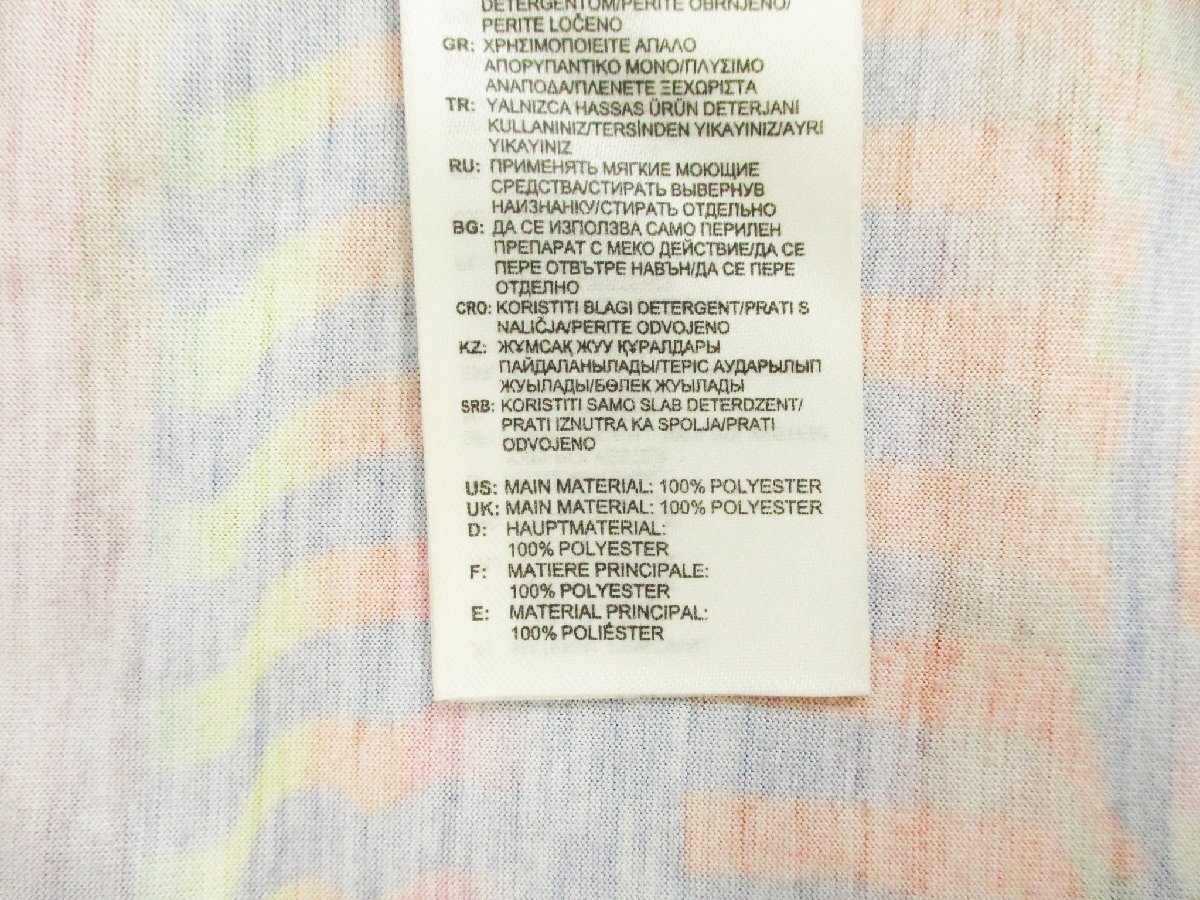 DETERGENTOM/PERITE OBRNJENO/
PERITE LOČENO
GR: ΧΡΗΣΙΜΟΠΟΙΕΙΤΕ ΑΠΑΛΟ
ΑΠΟΡΥΠΑΝΤΙΚΟ ΜΟΝΟ/ΠΛΥΣΙΜΟ
ΑΝΑΠΟΔΑ/ΠΛΕΝΕΤΕ ΞΕΧΩΡΙΣΤΑ
TR: YALNIZCA HASSAS ÜRÜN DETERJANI
KULLANINIZ/TERSİNDEN YIKAYINIZ/AYRI
YIKAYINIZ
RU: ПРИМЕНЯТЬ МЯГКИЕ МОЮЩИЕ
СРЕДСТВА/СТИРАТЬ ВЫВЕРНУВ
НАИЗНАНКУ/СТИРАТЬ ОТДЕЛЬНО
BG: ДА СЕ ИЗПОЛЗВА САМО ПЕРИЛЕН
ПРЕПАРАТ С МЕКО ДЕЙСТВИЕ/ДА СЕ
ПЕРЕ ОТВЪТРЕ НАВЪН/ДА СЕ ПЕРЕ
ОТДЕЛНО
CRO: KORISTITI BLAGI DETERGENT/PRATI S
NALIČJA/PERITE ODVOJENO
KZ: ЖҰМСАҚ ЖУУ ҚҰРАЛДАРЫ
ПАЙДАЛАНЫЛАДЫ/ТЕРІС АУДАРЫЛЫП
ЖУЫЛАДЫ/БӨЛЕК ЖУЫЛАДЫ
SRB: KORISTITI SAMO SLAB DETERDZENT/
PRATI IZNUTRA KA SPOLJA/PRATI
ODVOJENO
US: MAIN MATERIAL: 100% POLYESTER
UK: MAIN MATERIAL: 100% POLYESTER
D: HAUPTMATERIAL:
100% POLYESTER
F: MATIERE PRINCIPALE:
100% POLYESTER
E: MATERIAL PRINCIPAL:
100% POLIÉSTER